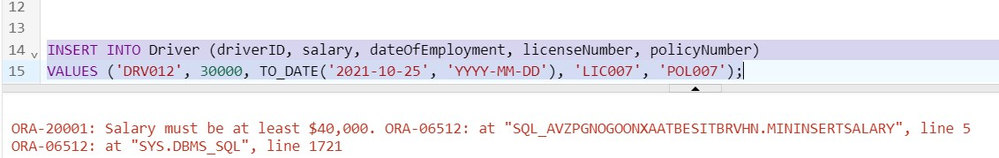 12
13
14 INSERT INTO Driver (driverID, salary, dateOfEmployment, licenseNumber, policyNumber)
15 VALUES ('DRV012', 30000, TO_DATE('2021-10-25', 'YYYY-MM-DD'), 'LIC007', 'POL007');
ORA-20001: Salary must be at least $40,000. ORA-06512: at "SQL_AVZPGNOGOONXAATBESITBRVHN.MININSERTSALARY", line 5
ORA-06512: at "SYS.DBMS_SQL", line 1721